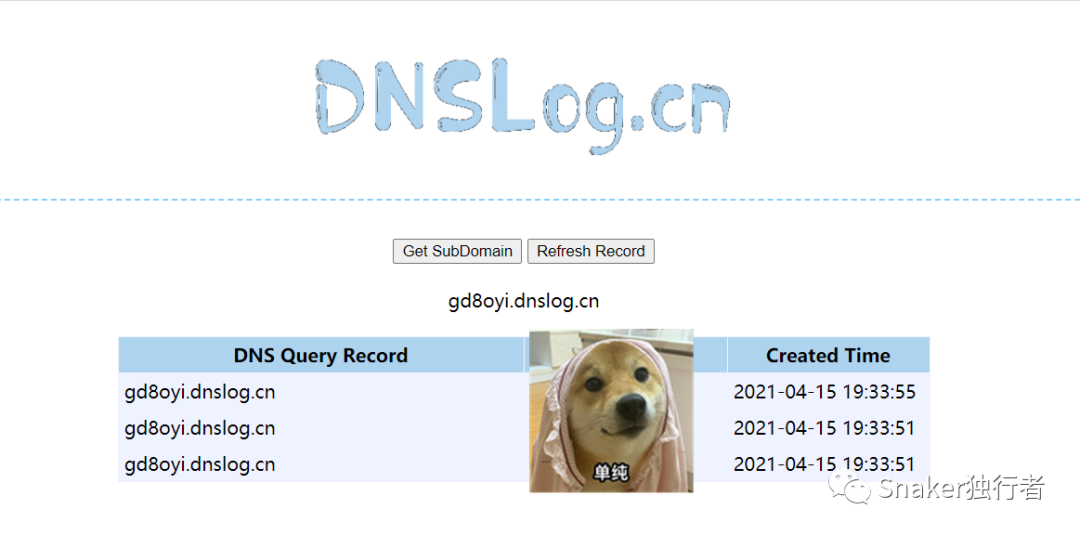 DNSLog.cn
Get SubDomain Refresh Record
gd8oyi.dnslog.cn
DNS Query Record Created Time
gd8oyi.dnslog.cn 2021-04-15 19:33:55
gd8oyi.dnslog.cn 2021-04-15 19:33:51
gd8oyi.dnslog.cn 2021-04-15 19:33:51
单纯
Snaker独行者